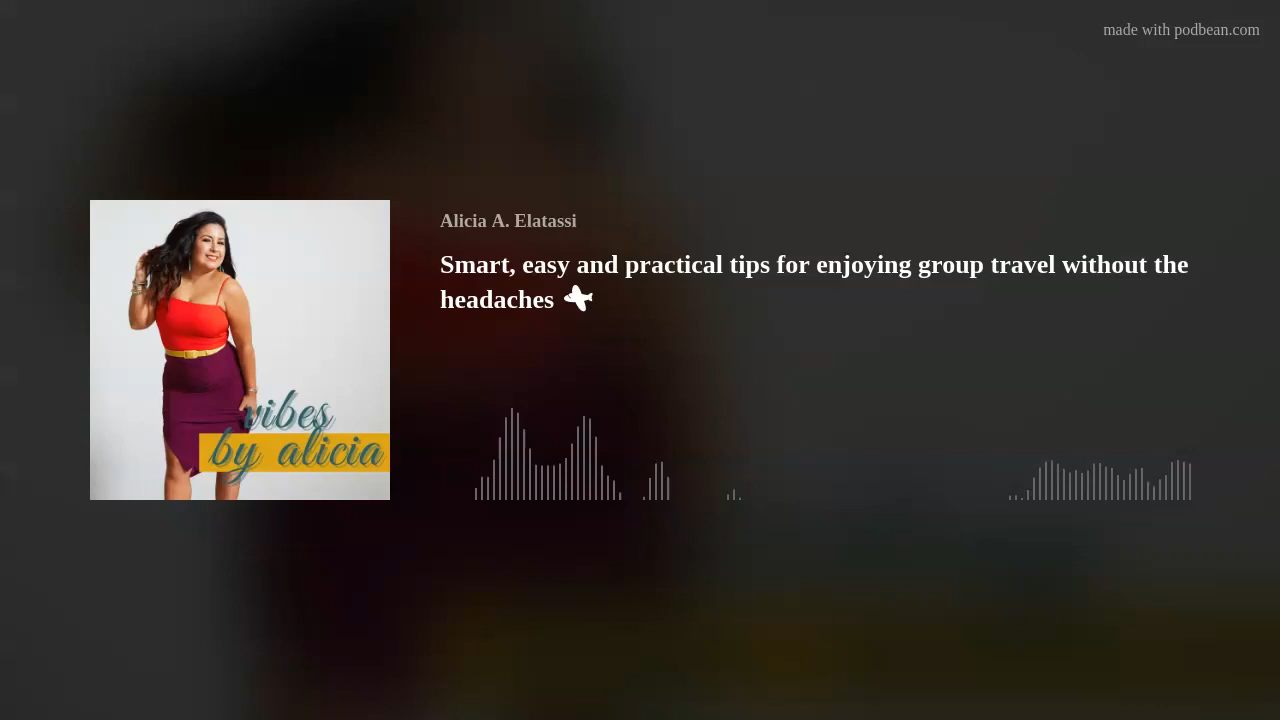 made with podbean.com
Alicia A. Elatassi
Smart, easy and practical tips for enjoying group travel without the
headaches ✈
vibes
by alicia